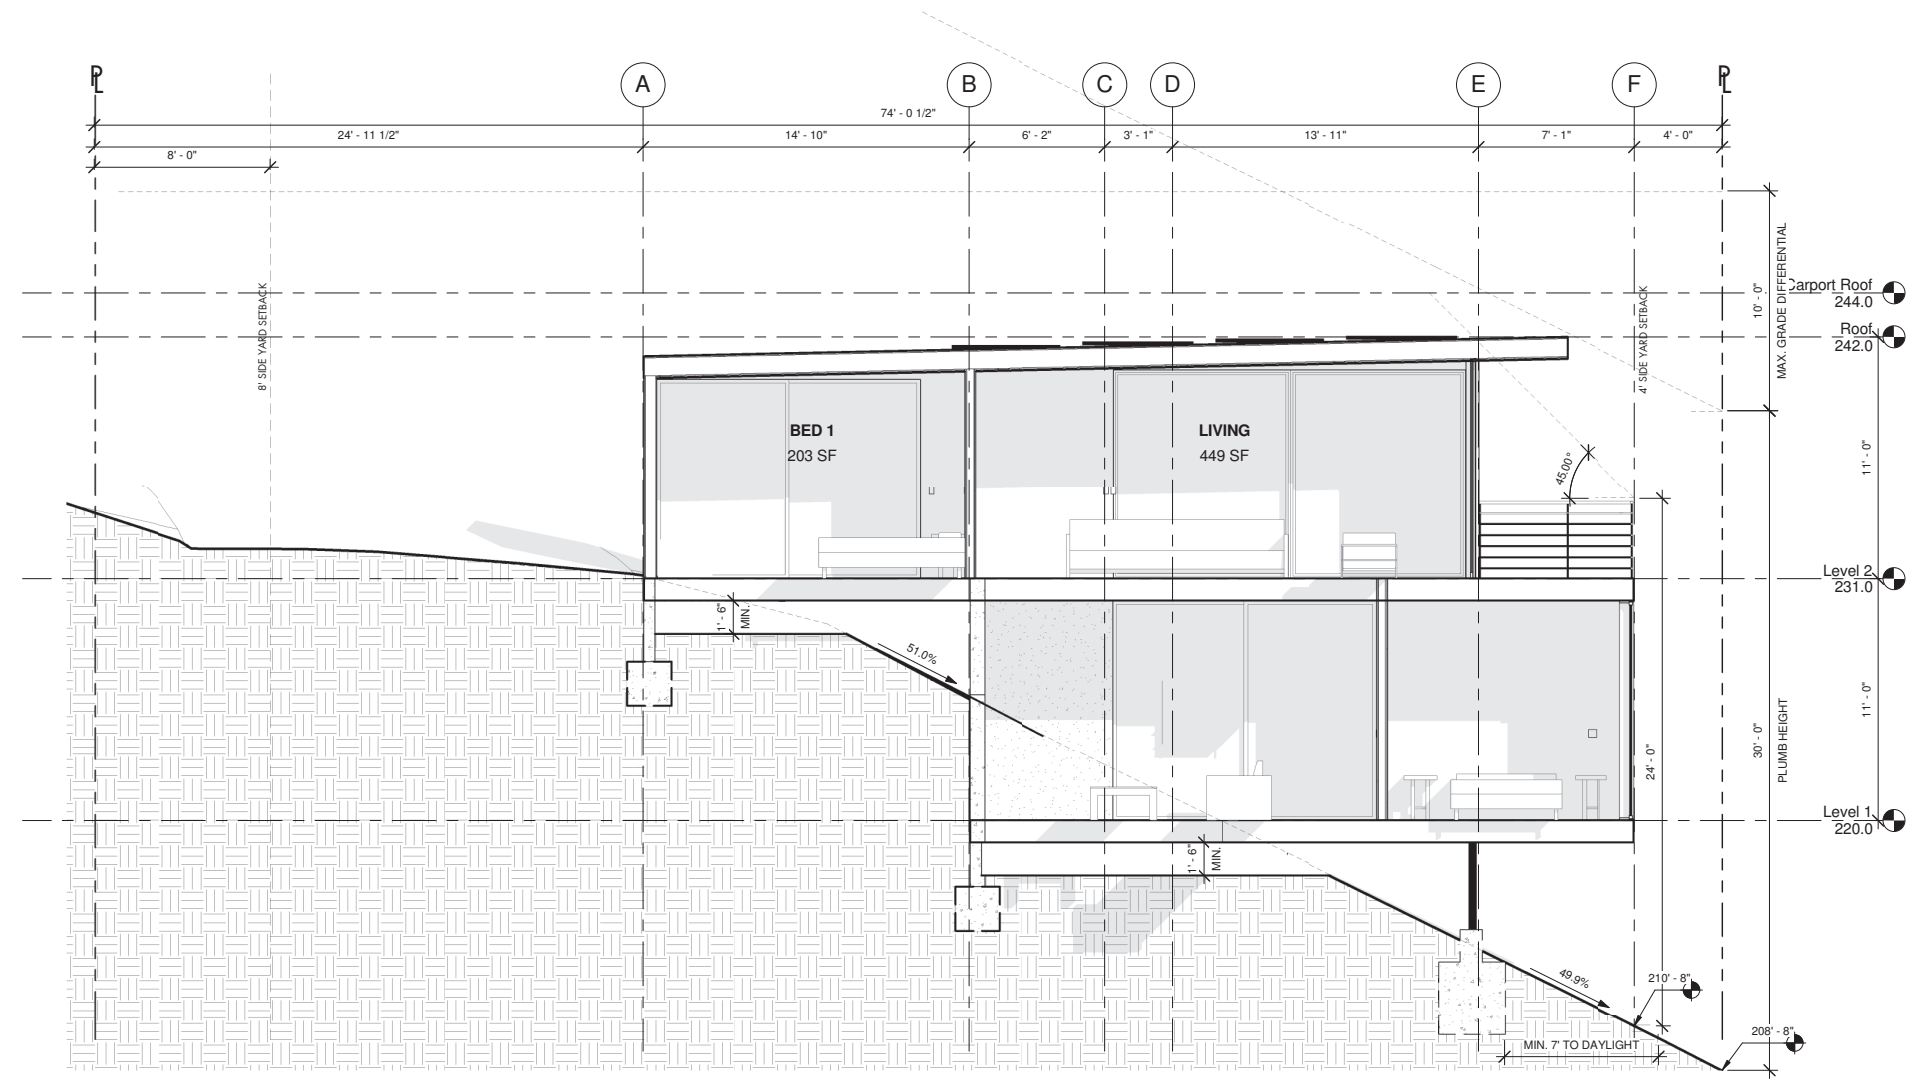 PL
A
B
C
D
E
F
PL
74' - 0 1/2"
24' - 11 1/2"
14' - 10"
6' - 2"
3' - 1"
13' - 11"
7' - 1"
4' - 0"
8' - 0"
8' SIDE YARD SETBACK
4' SIDE YARD SETBACK
10' - 0"
MAX. GRADE DIFFERENTIAL
Carport Roof
244.0
Roof
242.0
BED 1
203 SF
LIVING
449 SF
45.00°
11' - 0"
Level 2
231.0
1' - 6"
MIN.
51.0%
24' - 0"
30' - 0"
PLUMB HEIGHT
11' - 0"
Level 1
220.0
1' - 6"
MIN.
49.9%
210' - 8"
208' - 8"
MIN. 7' TO DAYLIGHT